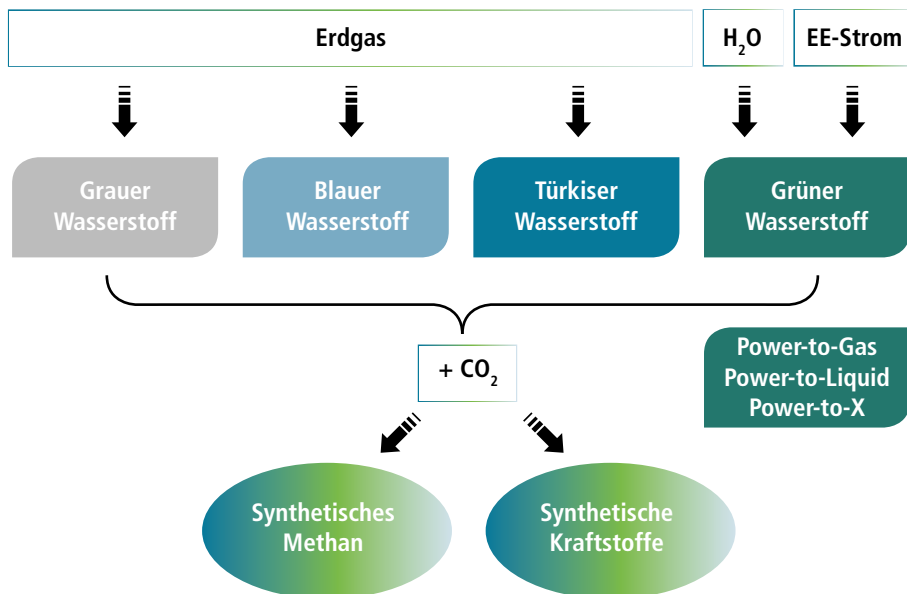 Erdgas
H₂O
EE-Strom
Grauer
Wasserstoff
Blauer
Wasserstoff
Türkiser
Wasserstoff
Grüner
Wasserstoff
+ CO₂
Power-to-Gas
Power-to-Liquid
Power-to-X
Synthetisches
Methan
Synthetische
Kraftstoffe